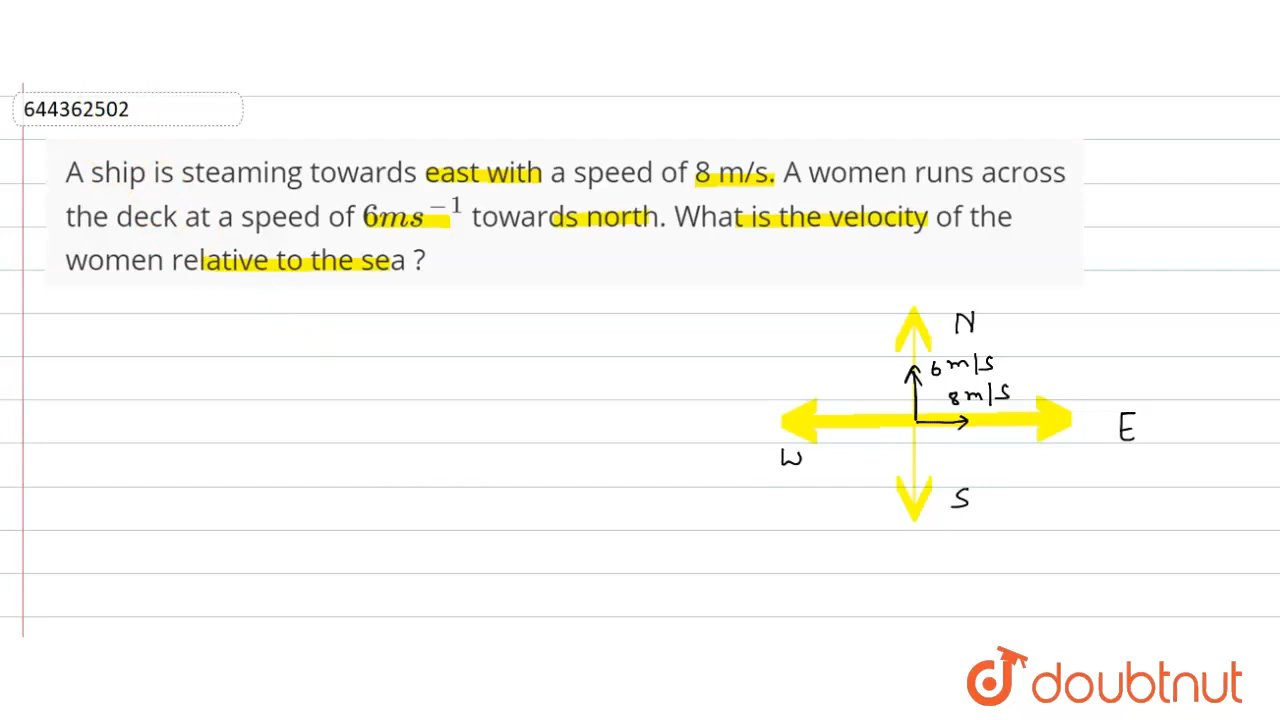 644362502
A ship is steaming towards east with a speed of 8 m/s. A women runs across
the deck at a speed of 6ms⁻¹ towards north. What is the velocity of the
women relative to the sea ?
N
6 m/s
8 m/s
E
W
S
doubtnut